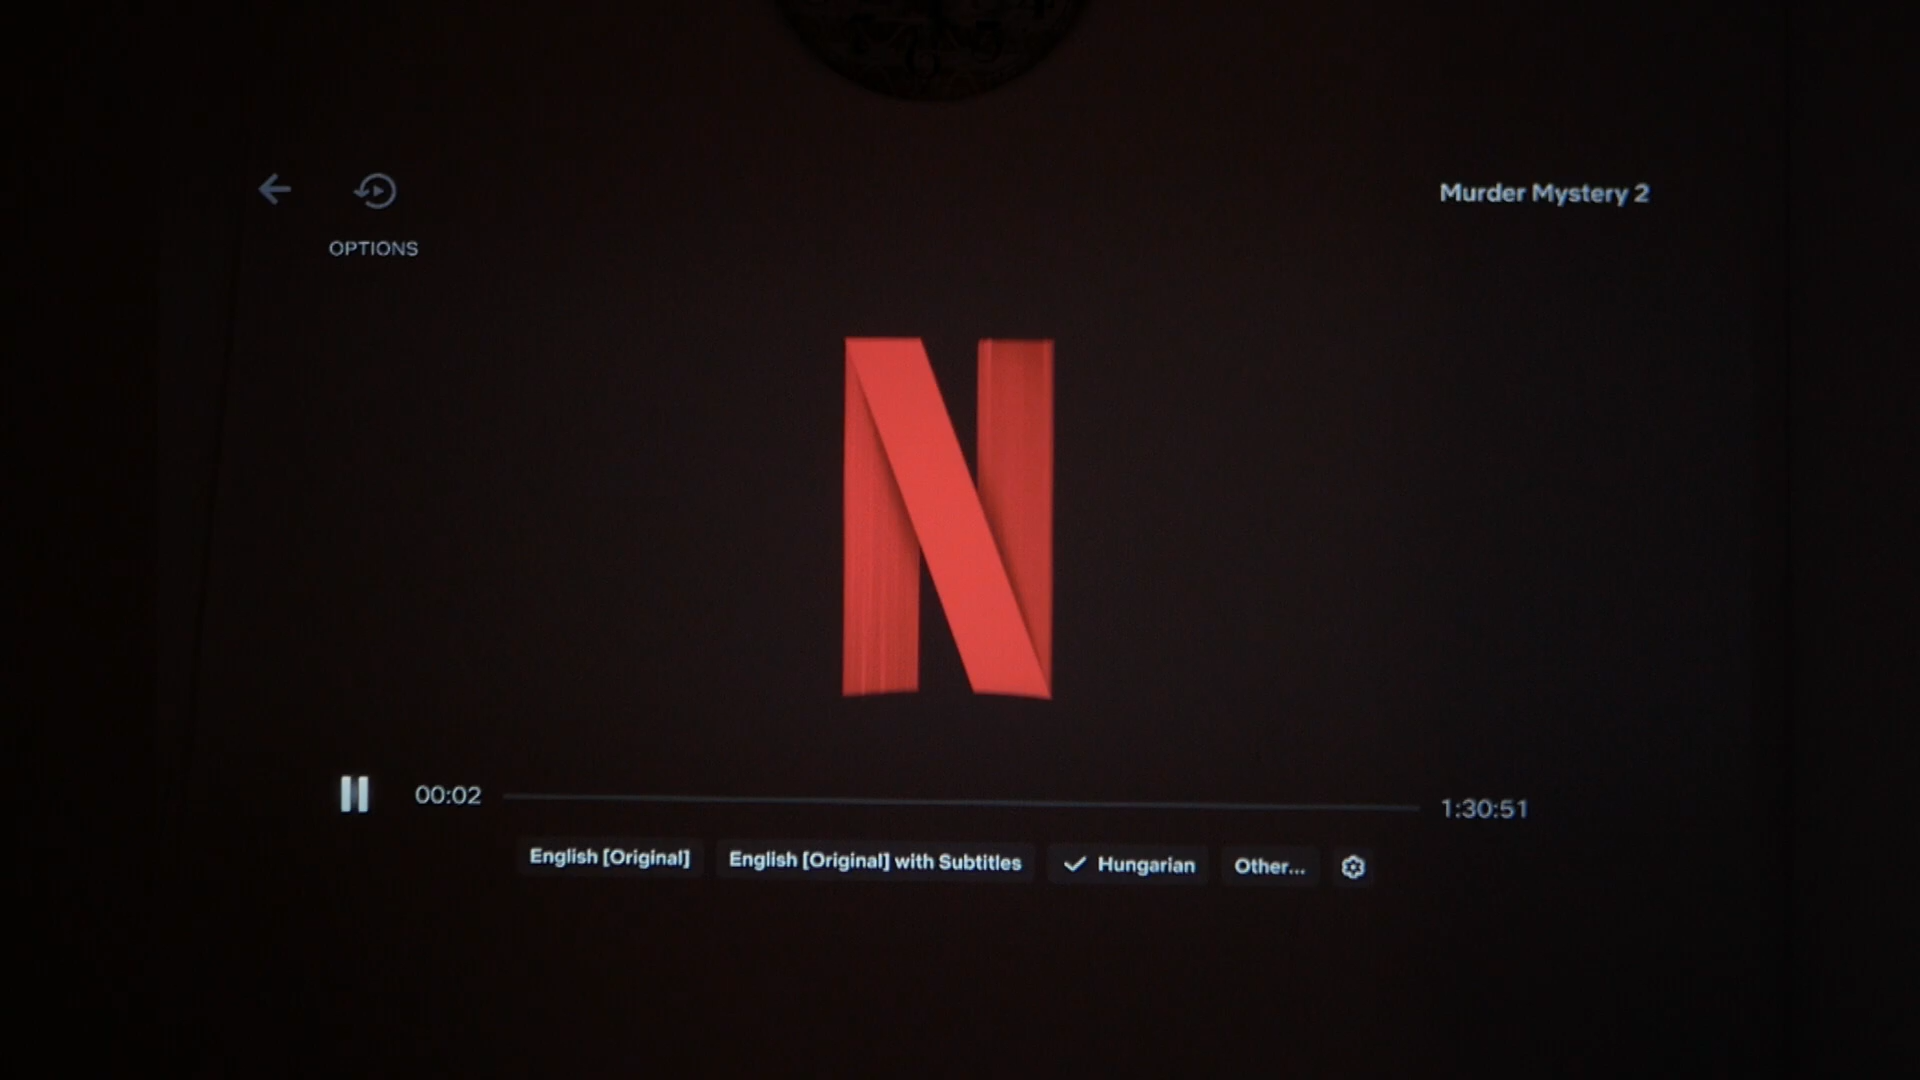 Murder Mystery 2
OPTIONS
N
00:02
1:30:51
English [Original]
English [Original] with Subtitles
Hungarian
Other...